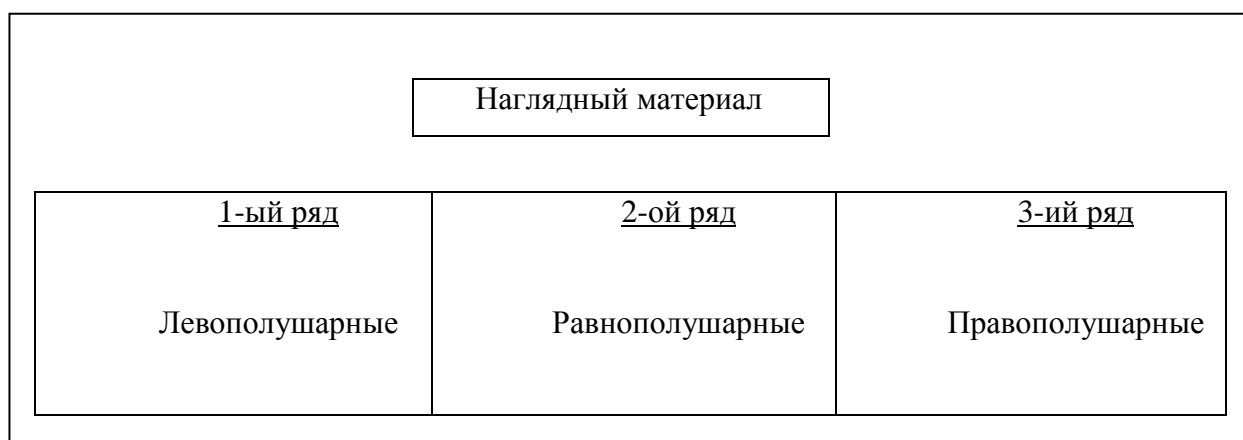 Наглядный материал
1-ый ряд 2-ой ряд 3-ий ряд
Левополушарные Равнополушарные Правополушарные